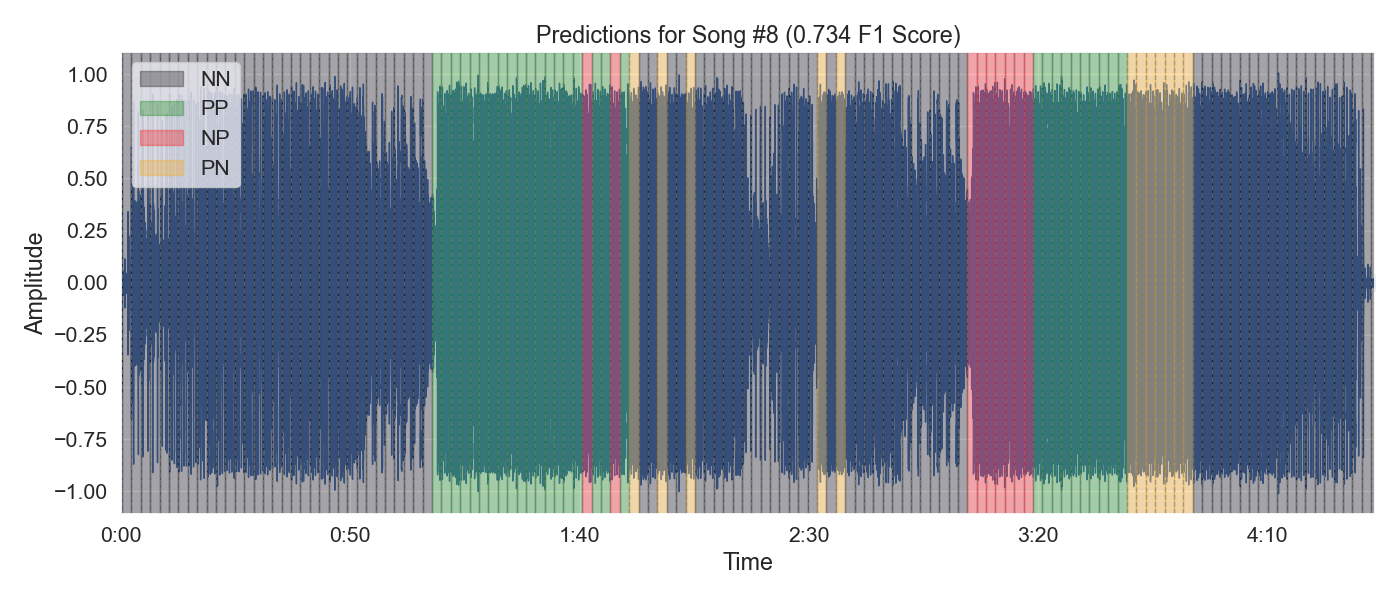 Predictions for Song #8 (0.734 F1 Score)
Amplitude
1.00
0.75
0.50
0.25
0.00
−0.25
−0.50
−0.75
−1.00
NN
PP
NP
PN
0:00 0:50 1:40 2:30 3:20 4:10
Time